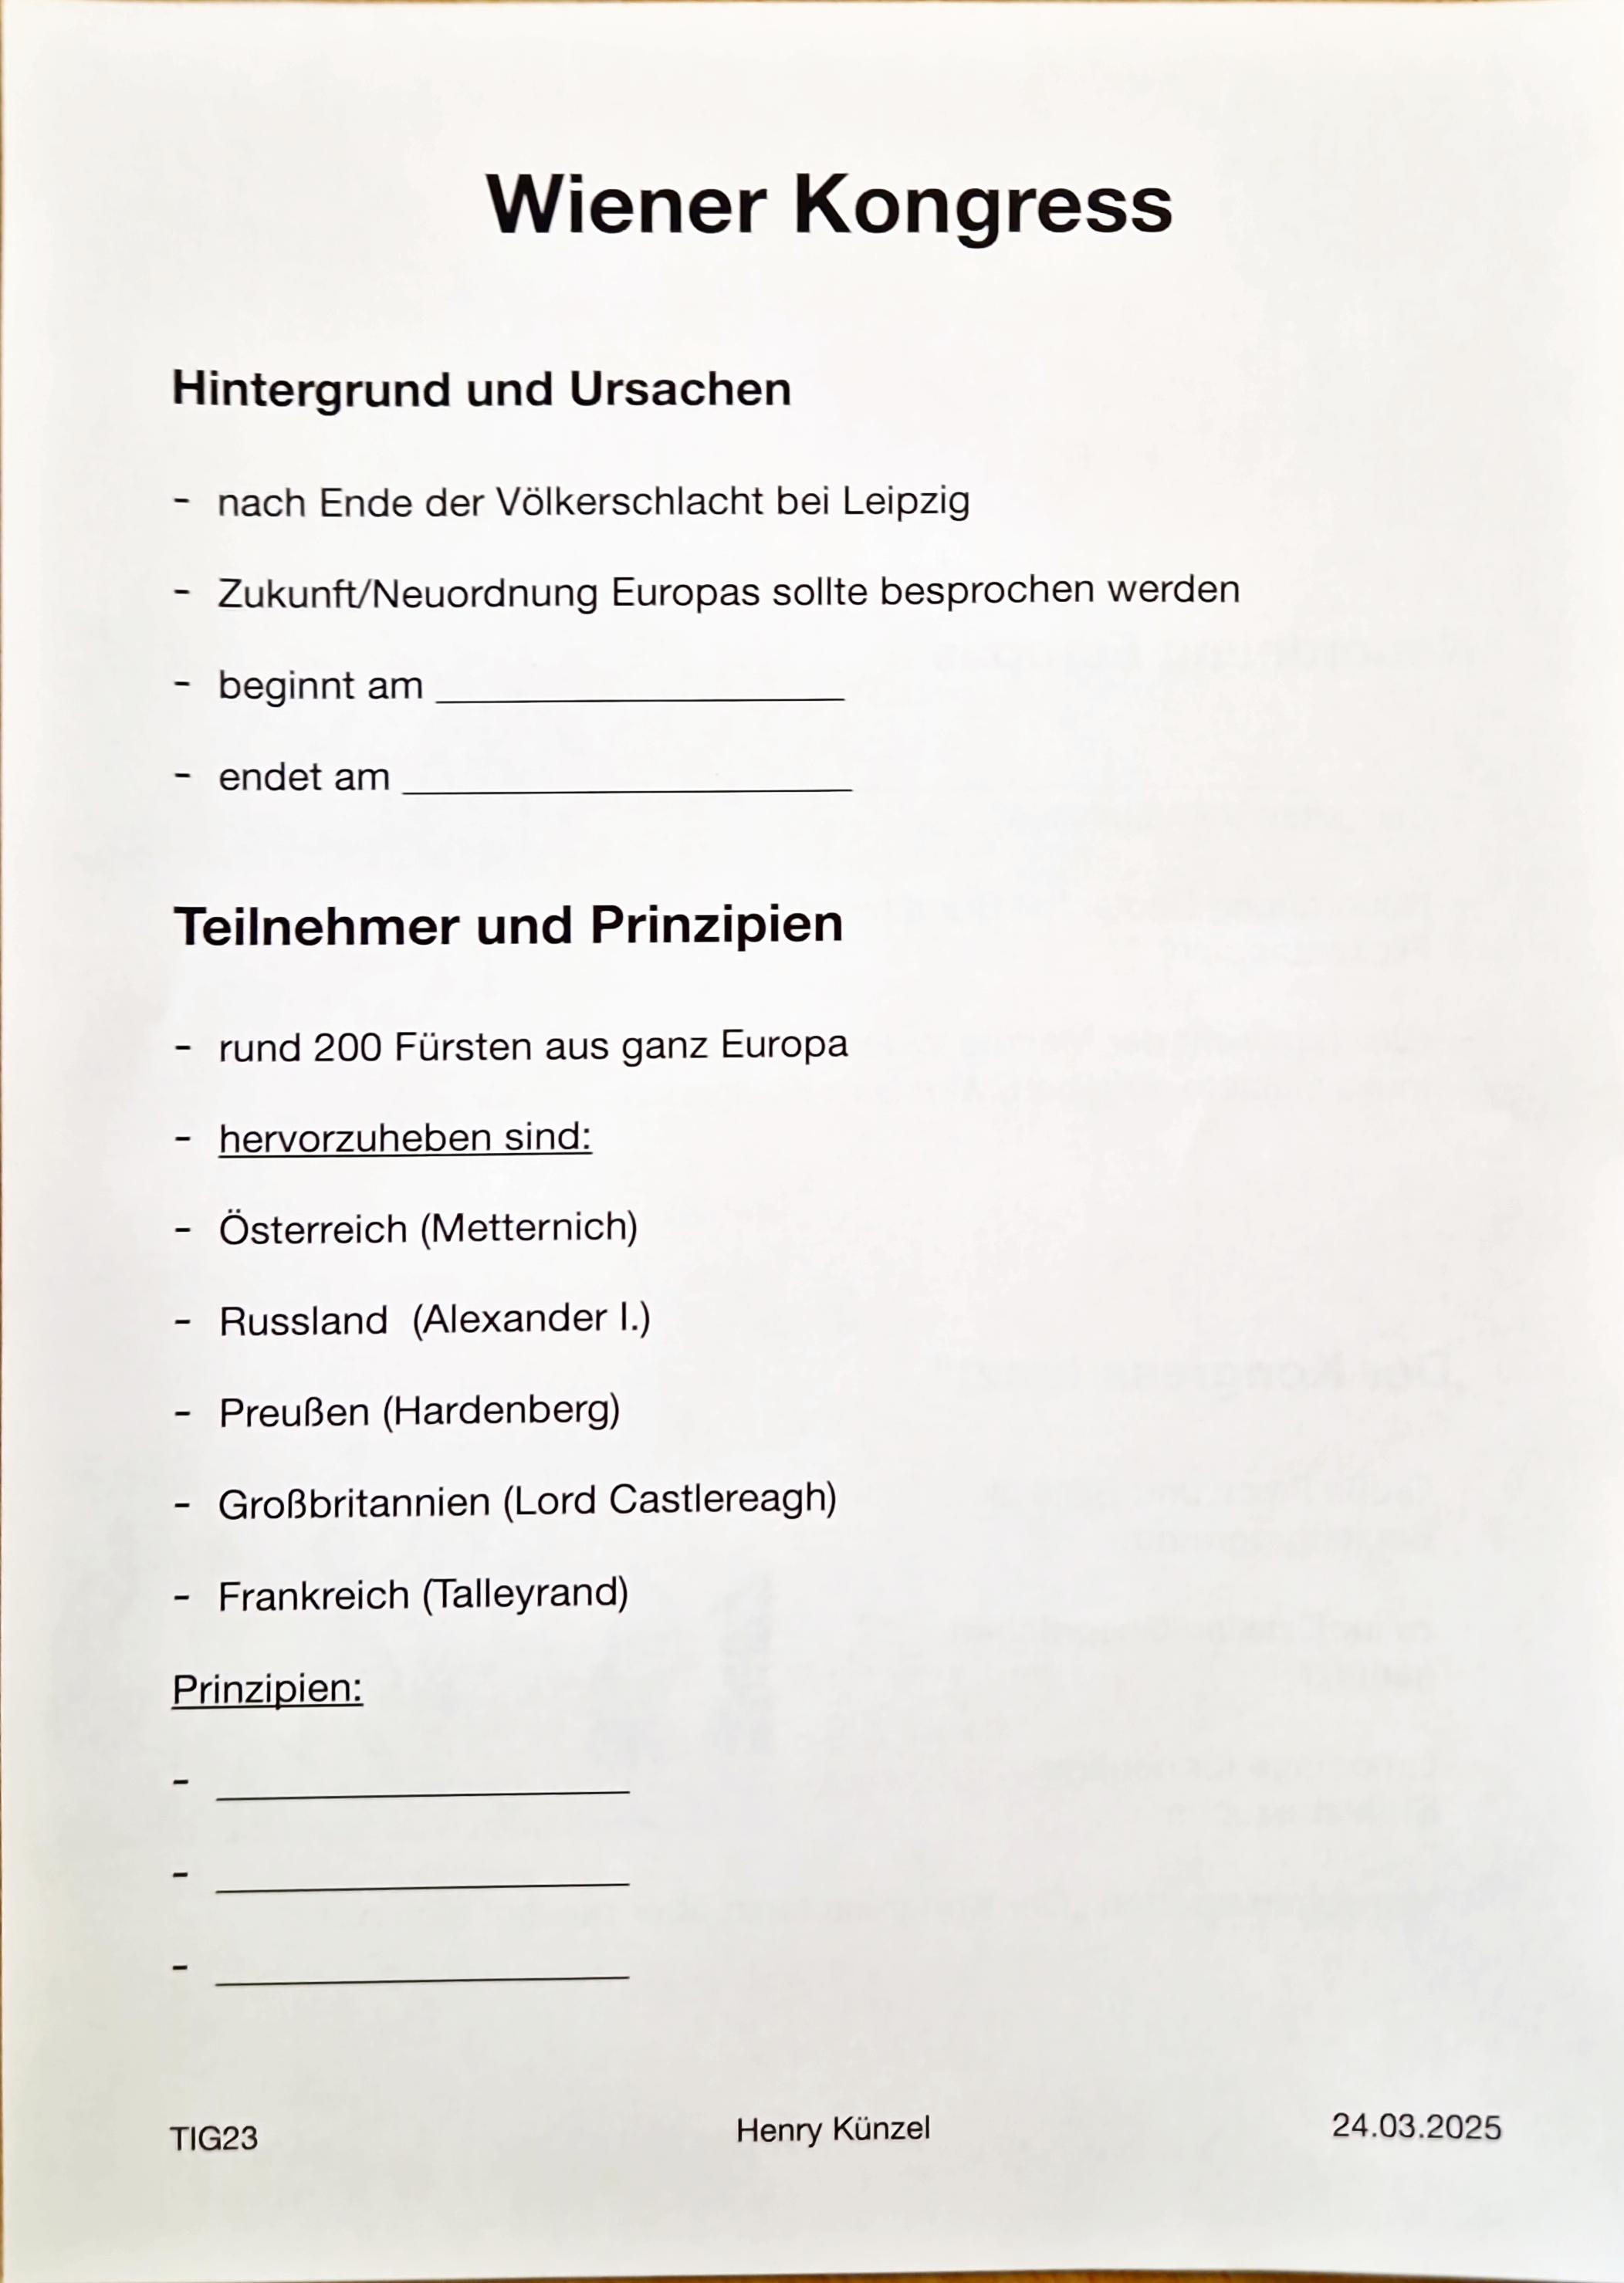 Wiener Kongress
Hintergrund und Ursachen
- nach Ende der Völkerschlacht bei Leipzig
- Zukunft/Neuordnung Europas sollte besprochen werden
- beginnt am ____________________
- endet am ______________________
Teilnehmer und Prinzipien
- rund 200 Fürsten aus ganz Europa
- hervorzuheben sind:
- Österreich (Metternich)
- Russland (Alexander I.)
- Preußen (Hardenberg)
- Großbritannien (Lord Castlereagh)
- Frankreich (Talleyrand)
Prinzipien:
- ____________________
- ____________________
- ____________________
TIG23 Henry Künzel 24.03.2025